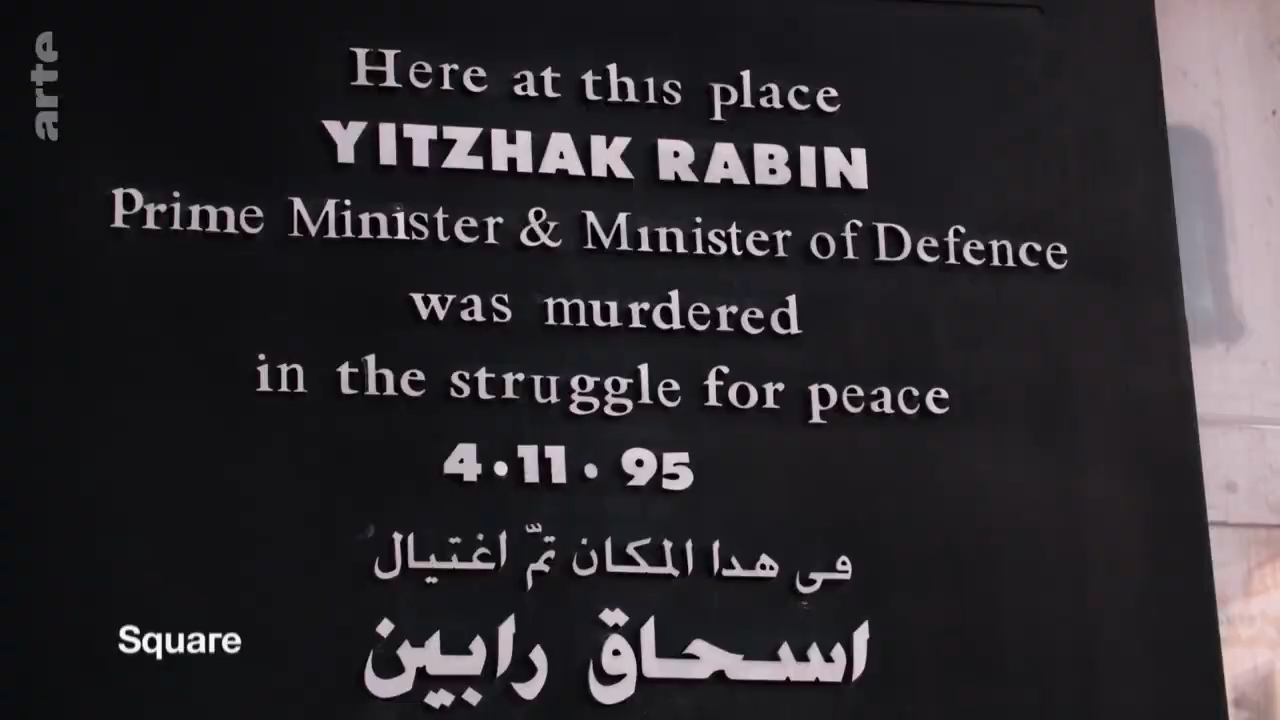 arte
Here at this place
YITZHAK RABIN
Prime Minister & Minister of Defence
was murdered
in the struggle for peace
4.11.95
في هدا المكان تمّ اغتيال
اسحاق رابين
Square